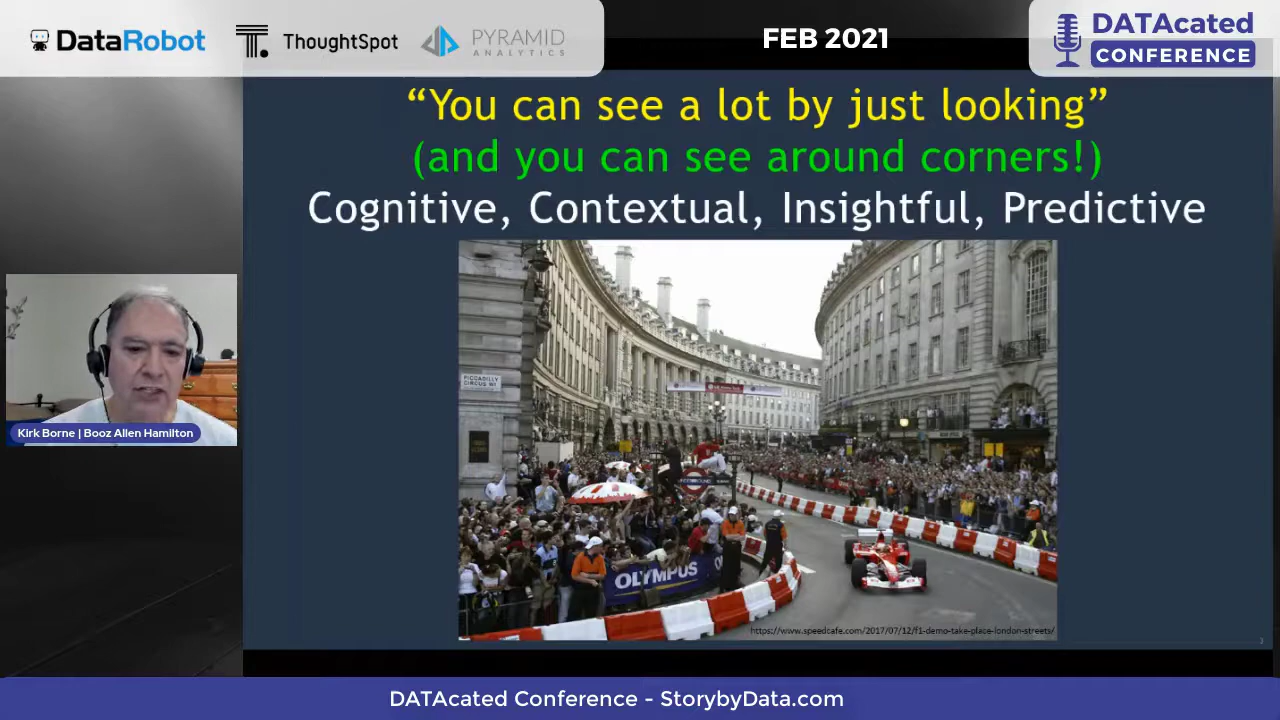 DataRobot
ThoughtSpot
PYRAMID
ANALYTICS
FEB 2021
DATAcated
CONFERENCE
“You can see a lot by just looking”
(and you can see around corners!)
Cognitive, Contextual, Insightful, Predictive
PICCADILLY
CIRCUS W1
UNDERGROUND
OLYMPUS
https://www.speedcafe.com/2017/07/12/f1-demo-take-place-london-streets/
3
Kirk Borne | Booz Allen Hamilton
DATAcated Conference - StorybyData.com